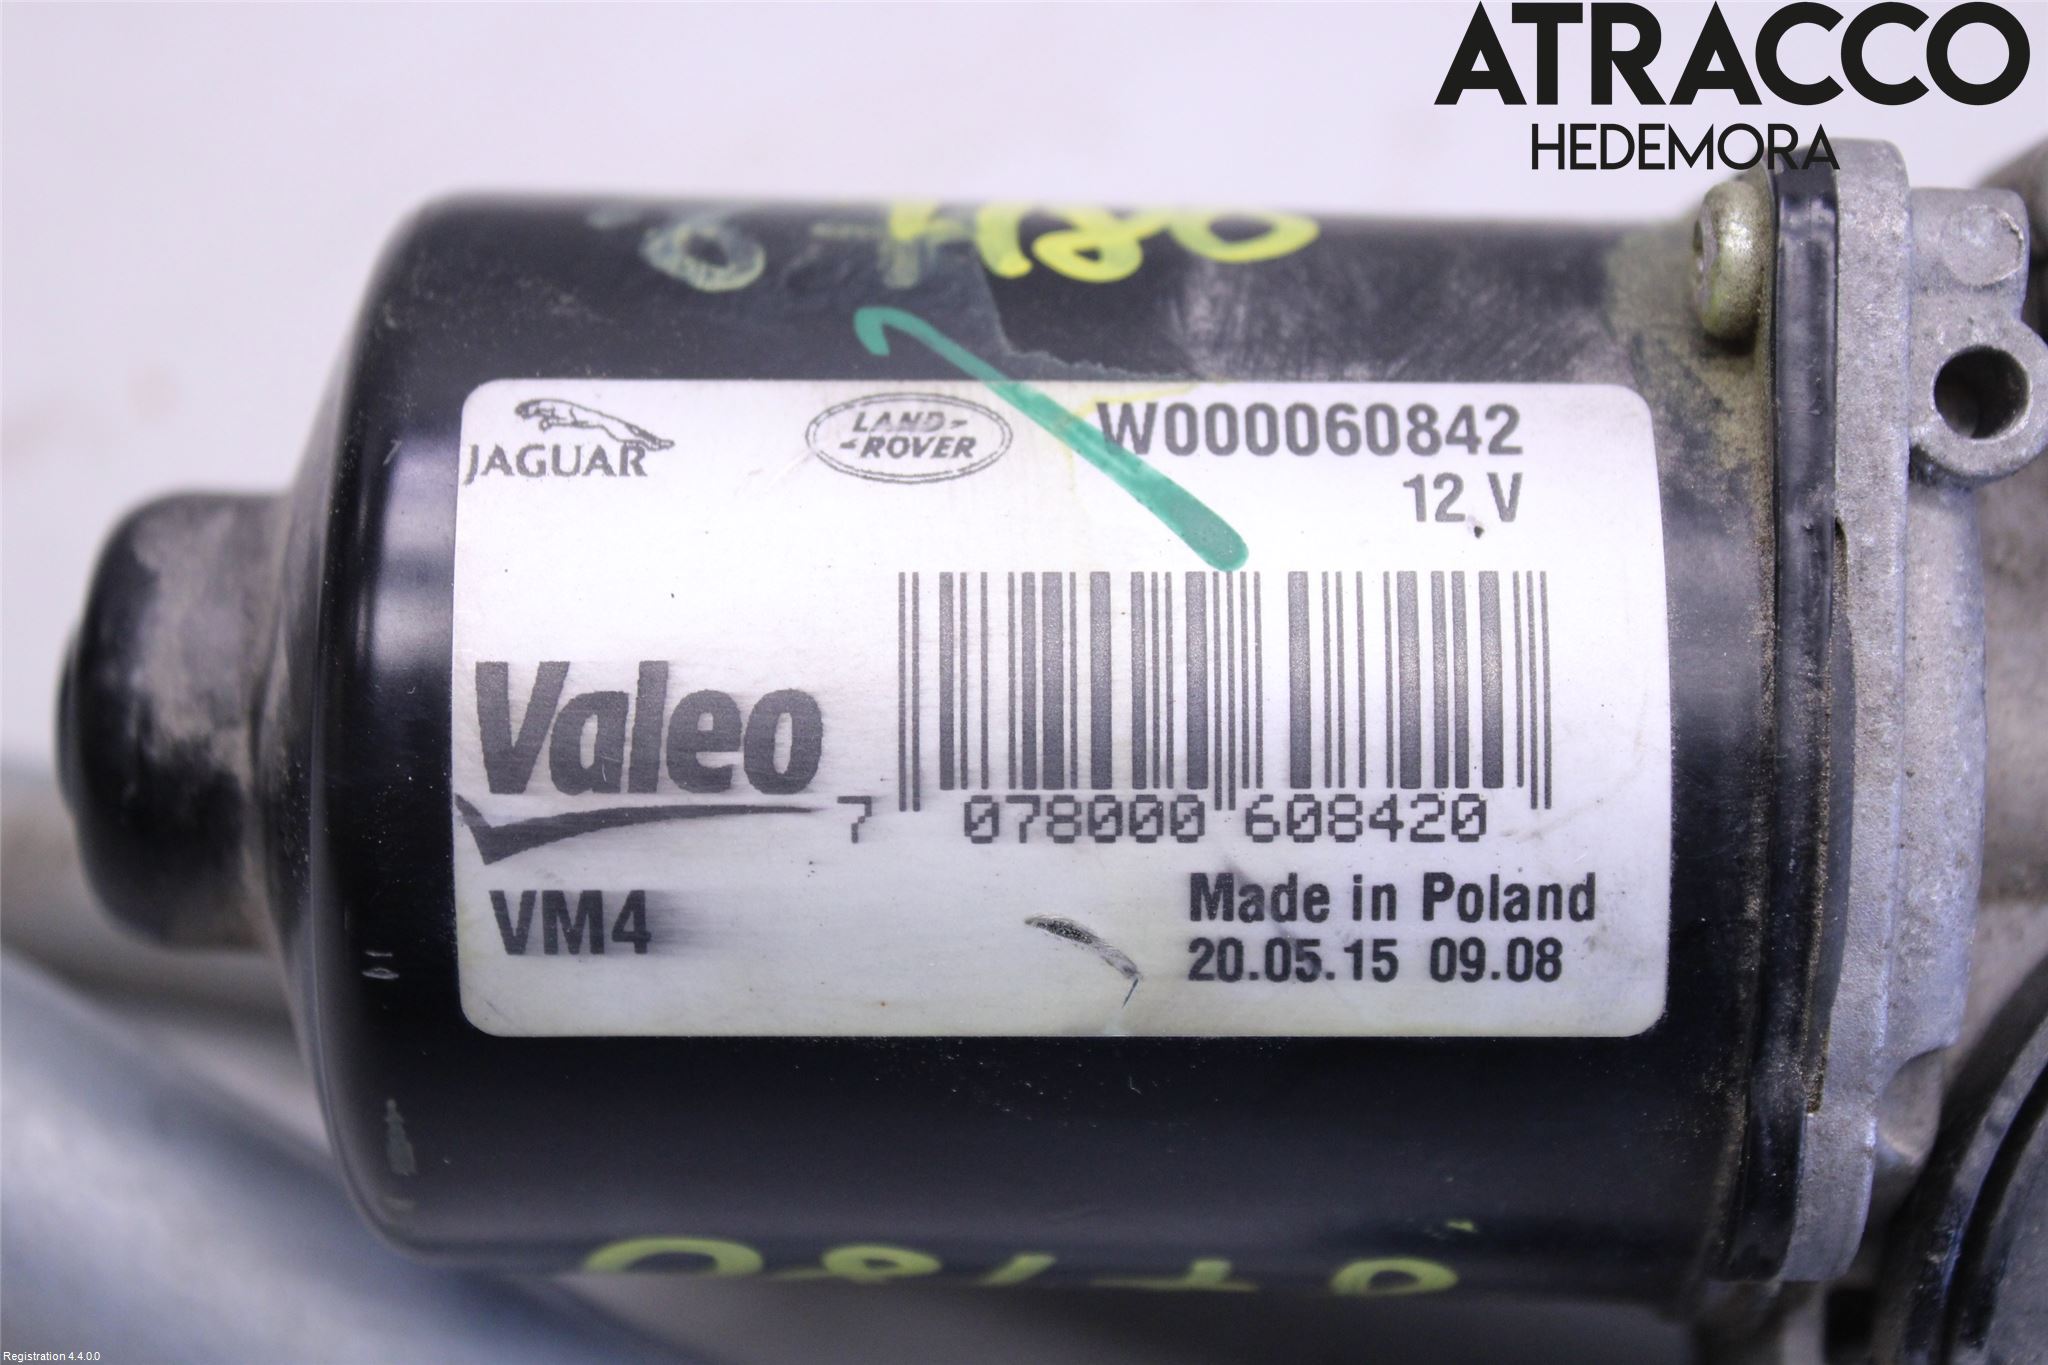 ATRACCO
HEDEMORA
JAGUAR
LAND-
-ROVER
W000060842
12 V
Valeo
7 078000 608420
VM4
Made in Poland
20.05.15 09.08
Registration 4.4.0.0